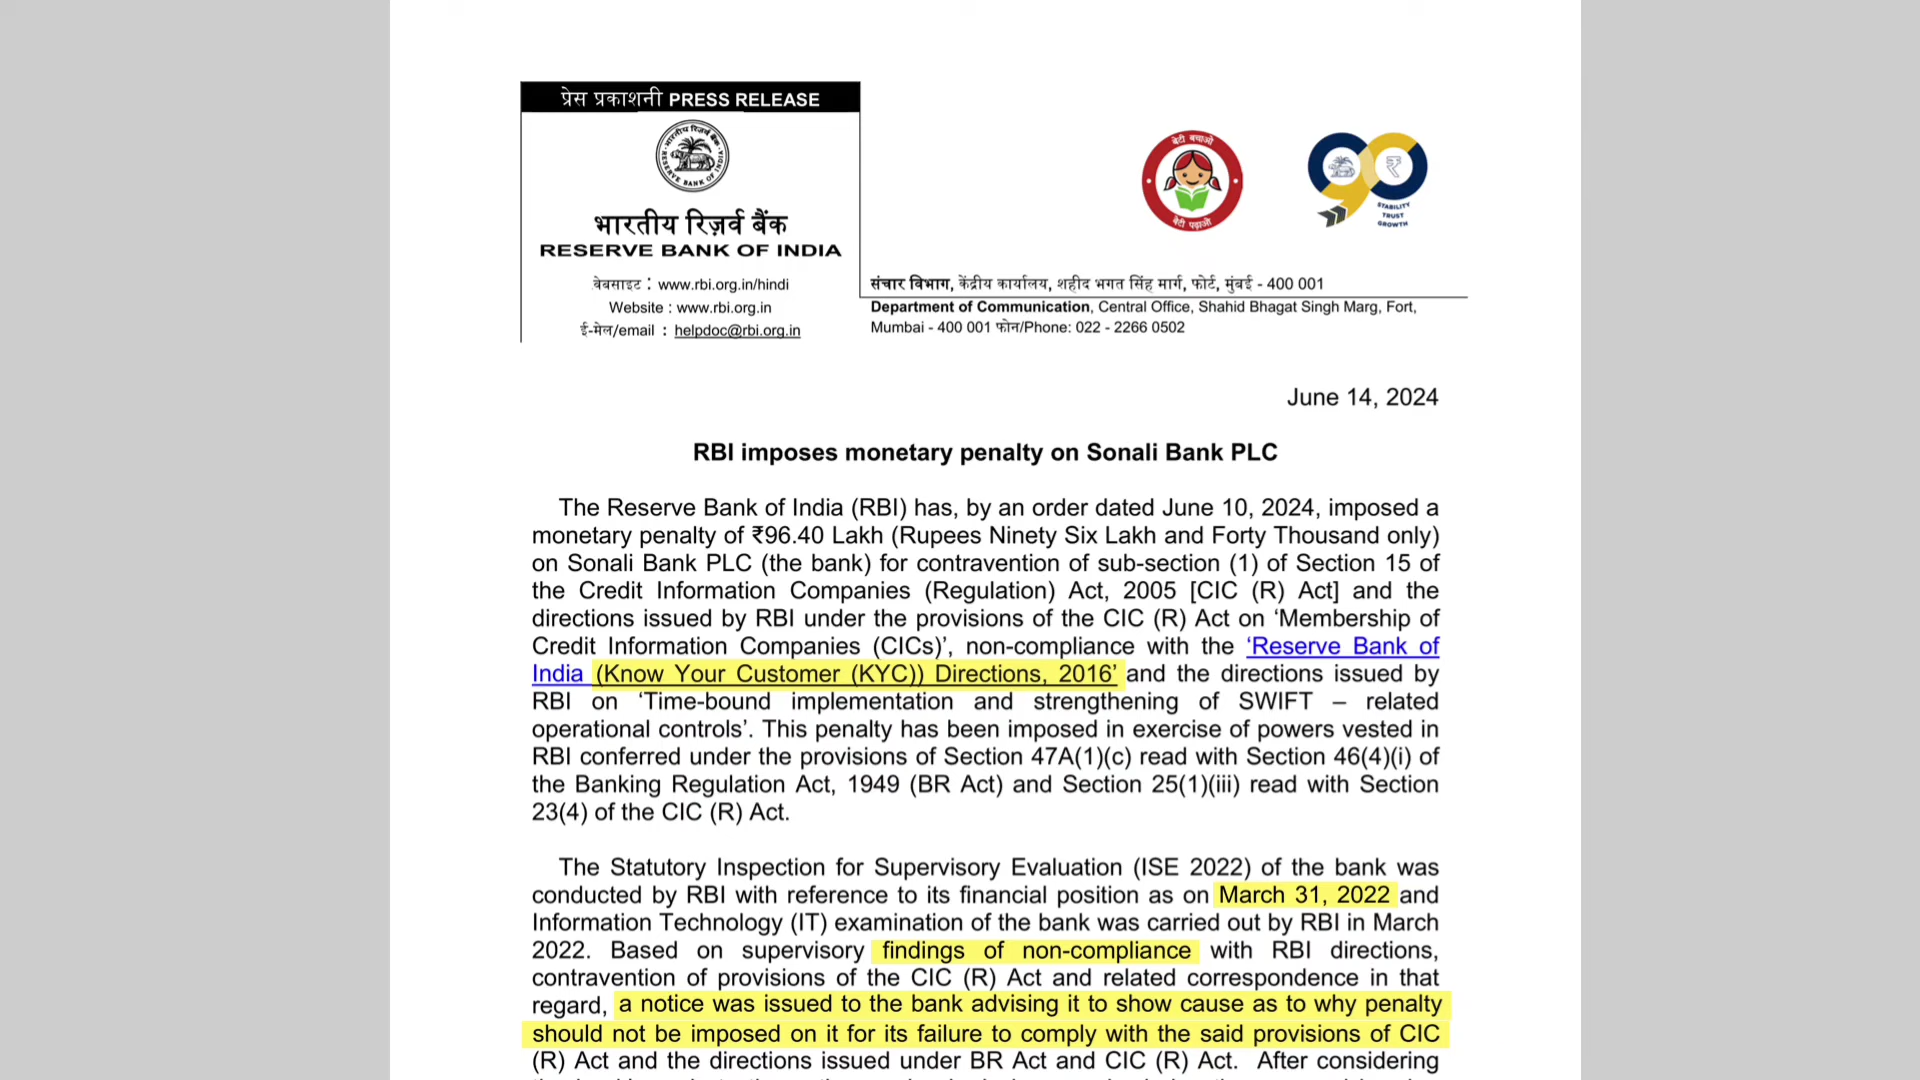 प्रेस प्रकाशनी PRESS RELEASE
भारतीय रिज़र्व बैंक
RESERVE BANK OF INDIA
भारतीय रिज़र्व बैंक
RESERVE BANK OF INDIA
वेबसाइट : www.rbi.org.in/hindi
Website : www.rbi.org.in
ई-मेल/email : helpdoc@rbi.org.in
बेटी बचाओ
बेटी पढ़ाओ
₹
STABILITY
TRUST
GROWTH
संचार विभाग, केंद्रीय कार्यालय, शहीद भगत सिंह मार्ग, फोर्ट, मुंबई - 400 001
Department of Communication, Central Office, Shahid Bhagat Singh Marg, Fort,
Mumbai - 400 001 फोन/Phone: 022 - 2266 0502
June 14, 2024
RBI imposes monetary penalty on Sonali Bank PLC
The Reserve Bank of India (RBI) has, by an order dated June 10, 2024, imposed a
monetary penalty of ₹96.40 Lakh (Rupees Ninety Six Lakh and Forty Thousand only)
on Sonali Bank PLC (the bank) for contravention of sub-section (1) of Section 15 of
the Credit Information Companies (Regulation) Act, 2005 [CIC (R) Act] and the
directions issued by RBI under the provisions of the CIC (R) Act on ‘Membership of
Credit Information Companies (CICs)’, non-compliance with the ‘Reserve Bank of
India (Know Your Customer (KYC)) Directions, 2016’ and the directions issued by
RBI on ‘Time-bound implementation and strengthening of SWIFT – related
operational controls’. This penalty has been imposed in exercise of powers vested in
RBI conferred under the provisions of Section 47A(1)(c) read with Section 46(4)(i) of
the Banking Regulation Act, 1949 (BR Act) and Section 25(1)(iii) read with Section
23(4) of the CIC (R) Act.
The Statutory Inspection for Supervisory Evaluation (ISE 2022) of the bank was
conducted by RBI with reference to its financial position as on March 31, 2022 and
Information Technology (IT) examination of the bank was carried out by RBI in March
2022. Based on supervisory findings of non-compliance with RBI directions,
contravention of provisions of the CIC (R) Act and related correspondence in that
regard, a notice was issued to the bank advising it to show cause as to why penalty
should not be imposed on it for its failure to comply with the said provisions of CIC
(R) Act and the directions issued under BR Act and CIC (R) Act. After considering